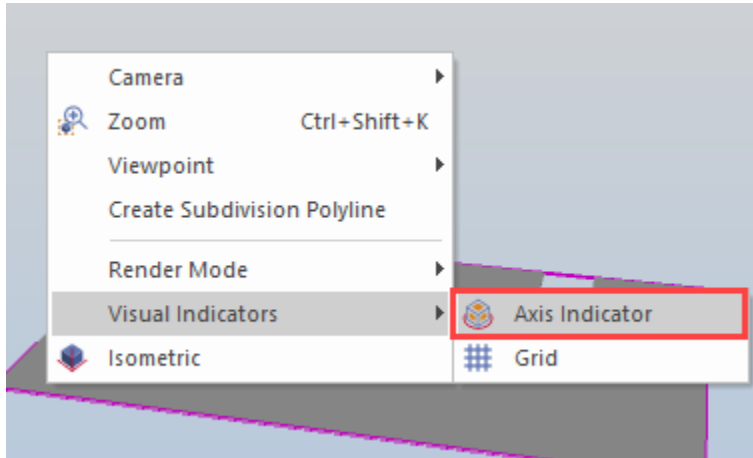 Camera
Zoom Ctrl+Shift+K
Viewpoint
Create Subdivision Polyline
Render Mode
Visual Indicators
Isometric
Axis Indicator
Grid